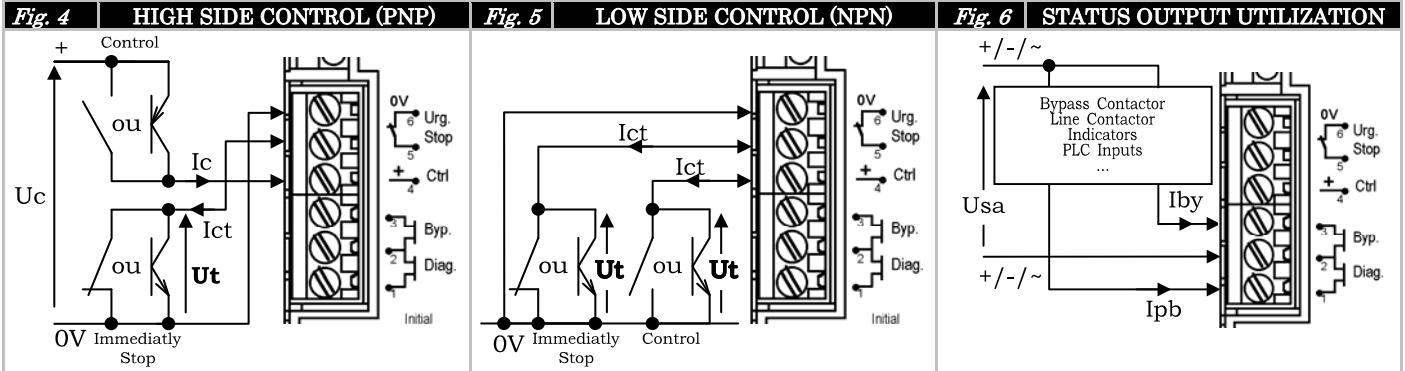 Fig. 4 HIGH SIDE CONTROL (PNP)
+ Control
ou
Ic
Uc
Ict
ou
Ut
0V Immediatly
Stop
0V
6 Urg.
Stop
5
+ Ctrl
4
3
Byp.
2
Diag.
1
Initial
Fig. 5 LOW SIDE CONTROL (NPN)
Ict
Ict
ou Ut ou Ut
0V Immediatly Control
Stop
0V
6 Urg.
Stop
5
+ Ctrl
4
3
Byp.
2
Diag.
1
Initial
Fig. 6 STATUS OUTPUT UTILIZATION
+/-/~
Bypass Contactor
Line Contactor
Indicators
PLC Inputs
...
Usa
Iby
+/-/~
Ipb
0V
6 Urg.
Stop
5
+ Ctrl
4
3
Byp.
2
Diag.
1